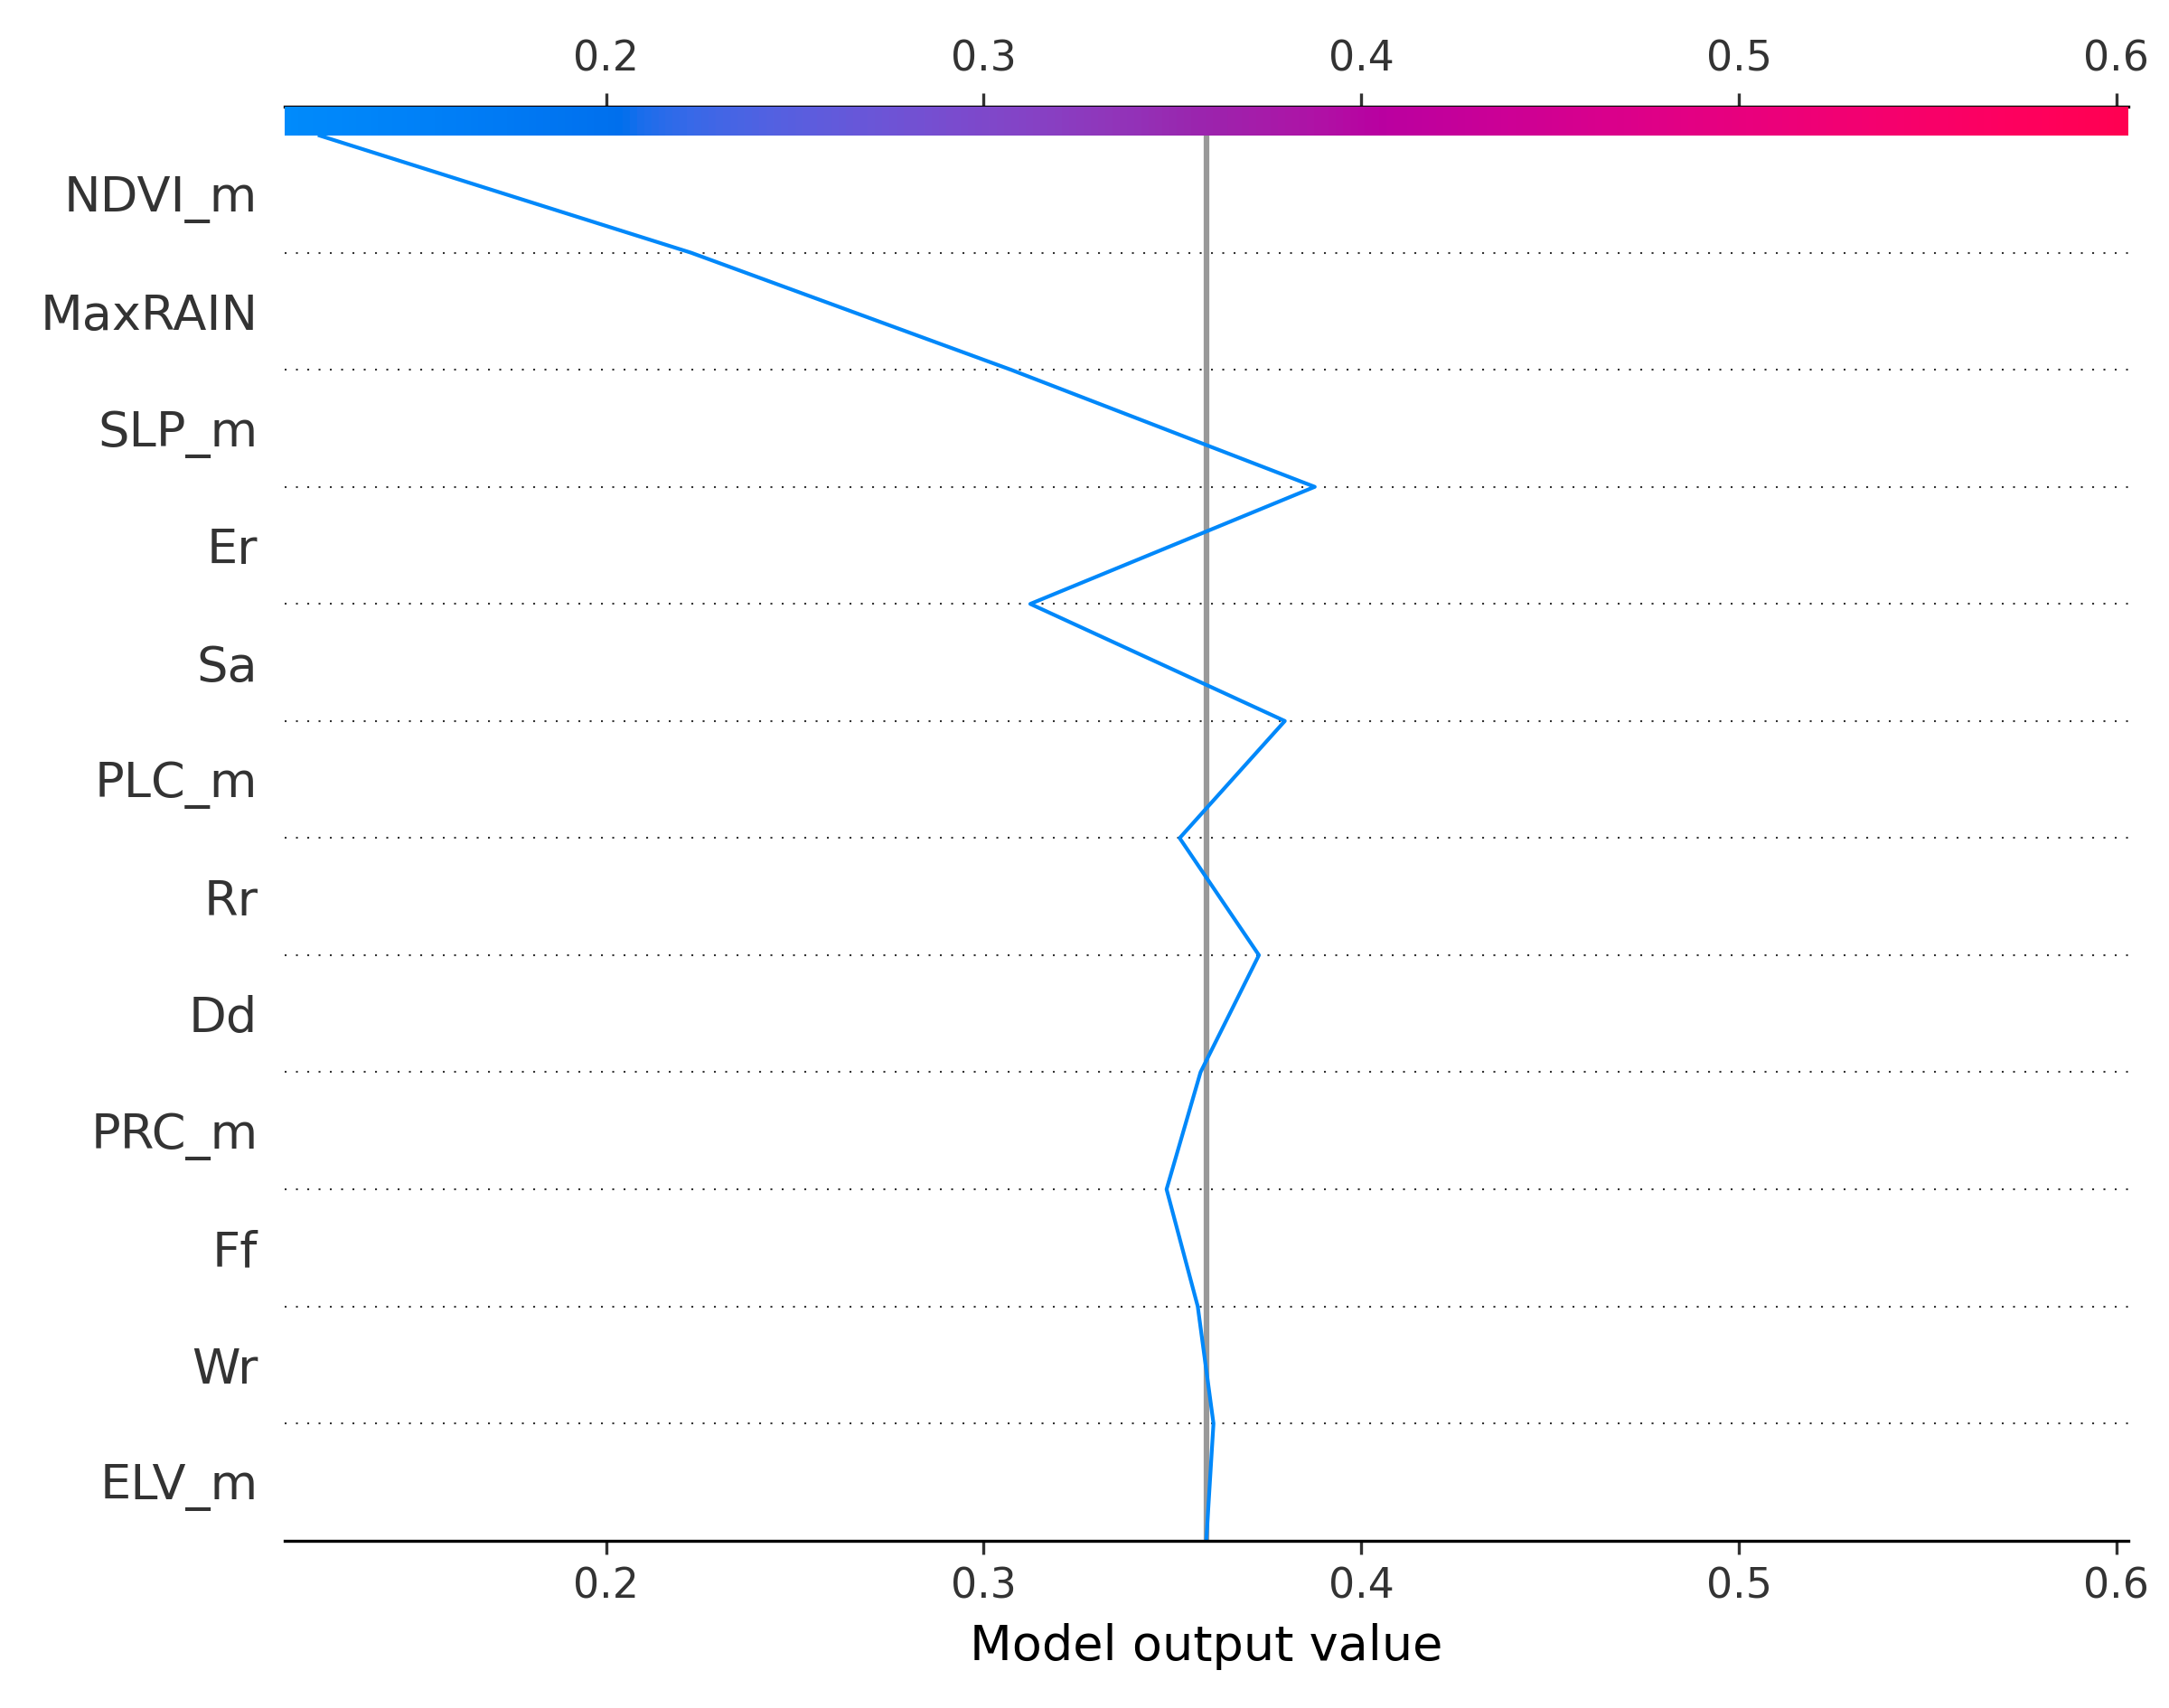 0.2 0.3 0.4 0.5 0.6
NDVI_m
MaxRAIN
SLP_m
Er
Sa
PLC_m
Rr
Dd
PRC_m
Ff
Wr
ELV_m
0.2 0.3 0.4 0.5 0.6
Model output value